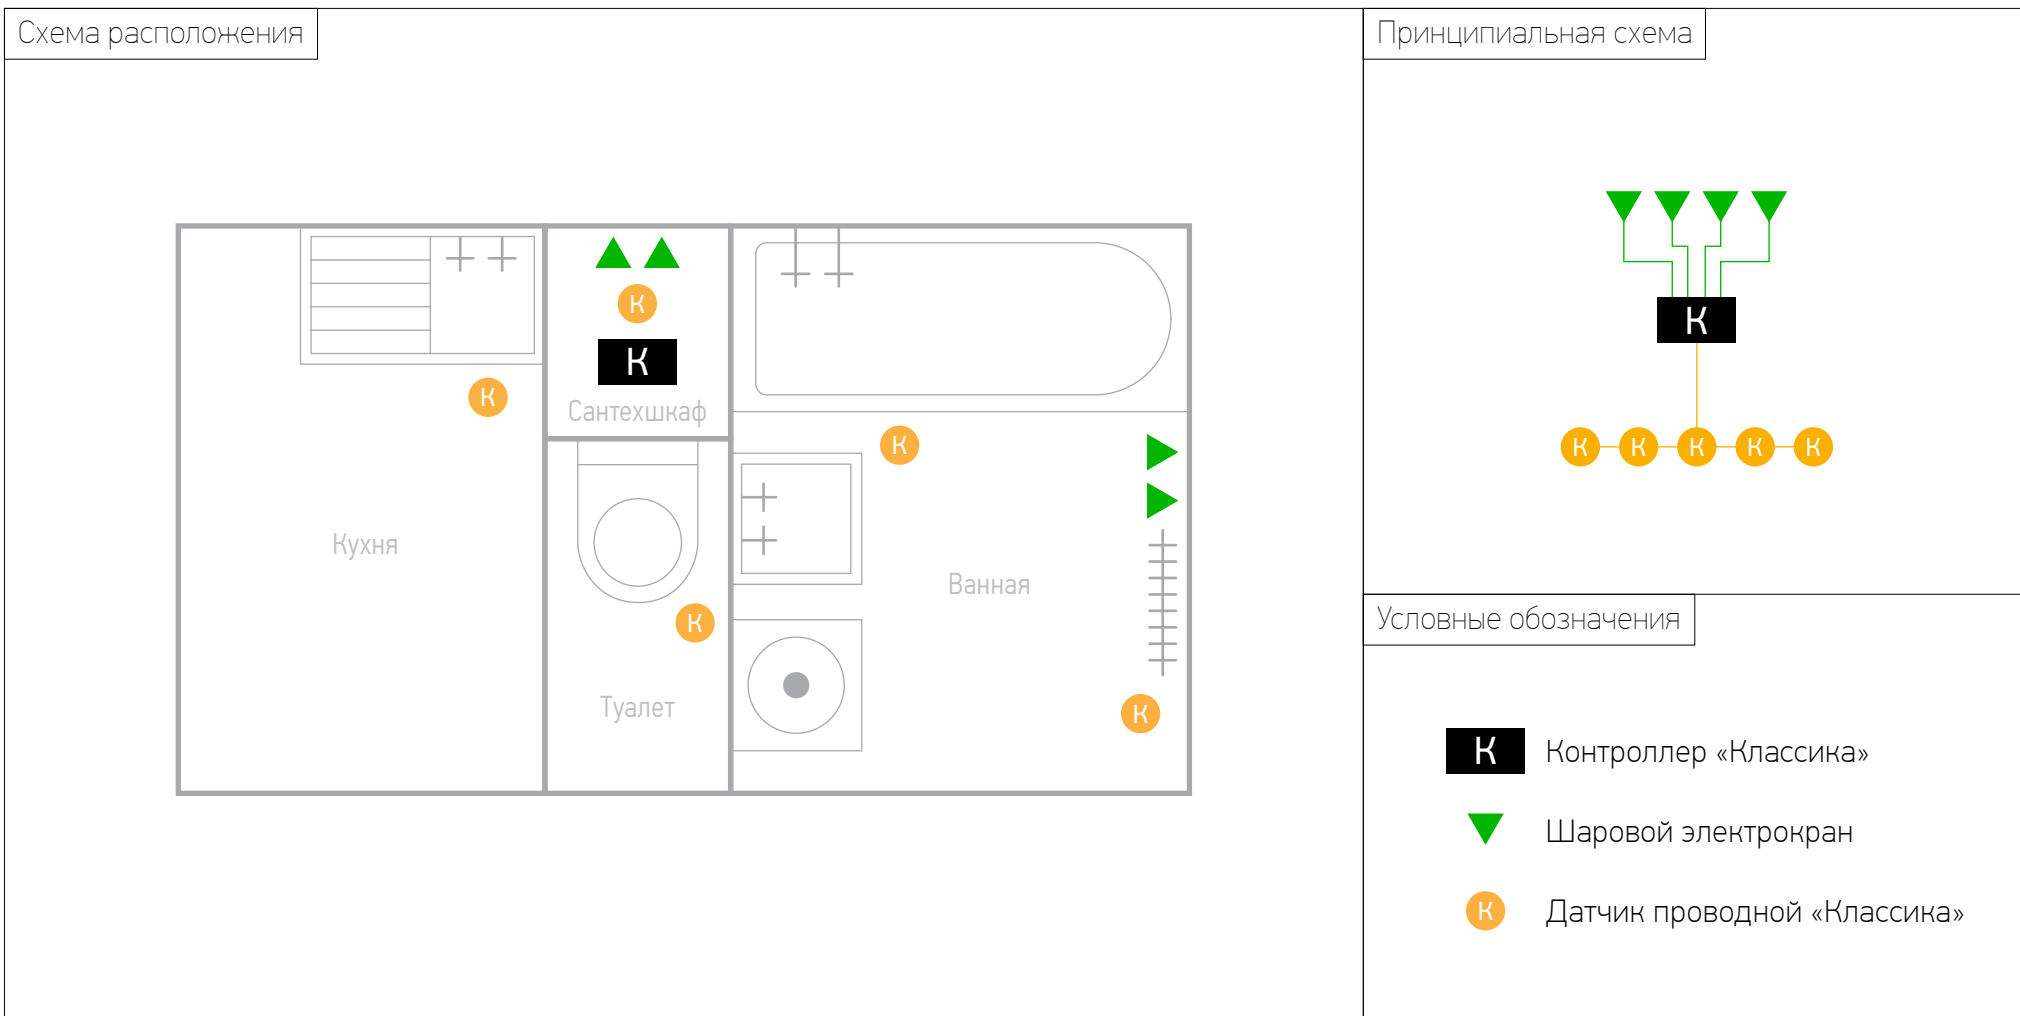 Схема расположения
К
К
Сантехшкаф
К
К
Кухня
Ванная
К
Туалет
К
Принципиальная схема
К
К К К К К
Условные обозначения
К Контроллер «Классика»
Шаровой электрокран
К Датчик проводной «Классика»